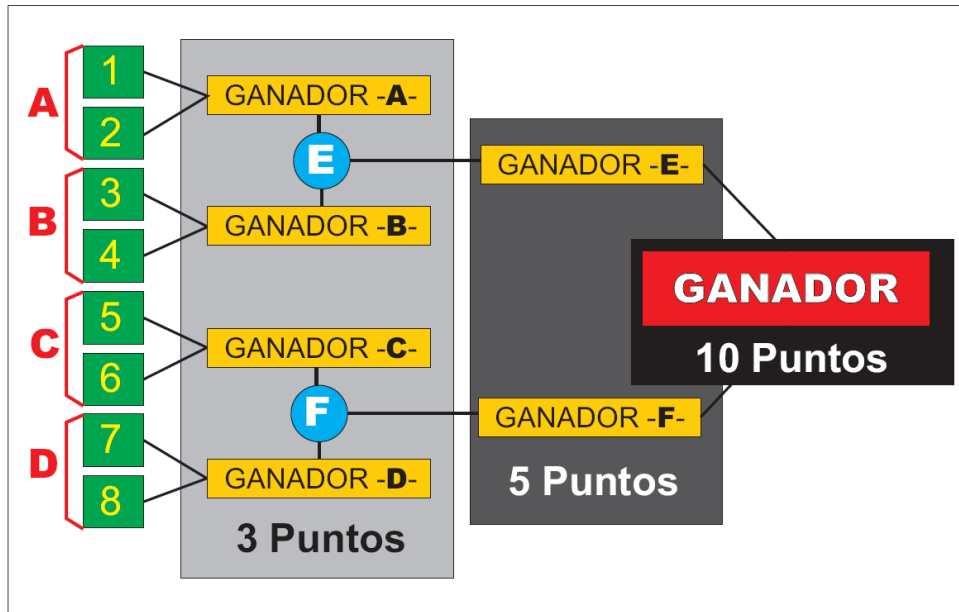 A
1
2
B
3
4
C
5
6
D
7
8
GANADOR -A-
E
GANADOR -B-
GANADOR -C-
F
GANADOR -D-
3 Puntos
GANADOR -E-
GANADOR -F-
5 Puntos
GANADOR
10 Puntos